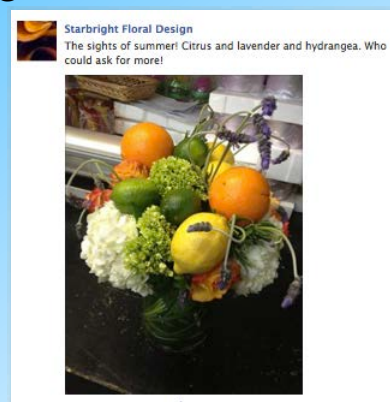 Starbright Floral Design
The sights of summer! Citrus and lavender and hydrangea. Who
could ask for more!